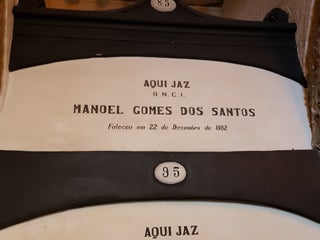 85
AQUI JAZ
O N.C.I.
MANOEL GOMES DOS SANTOS
Faleceu em 22 de Dezembro de 1862
95
AQUI JAZ